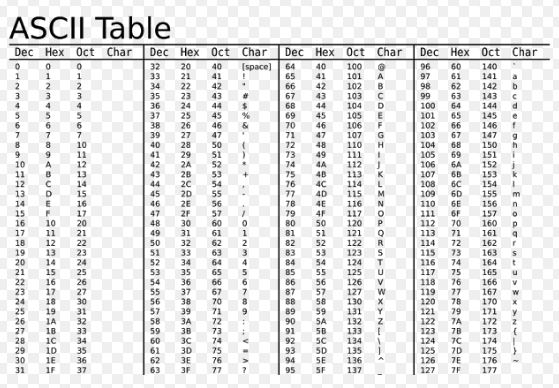 ASCII Table
Dec Hex Oct Char Dec Hex Oct Char Dec Hex Oct Char Dec Hex Oct Char
0 0 0 32 20 40 [space] 64 40 100 @ 96 60 140 `
1 1 1 33 21 41 ! 65 41 101 A 97 61 141 a
2 2 2 34 22 42 " 66 42 102 B 98 62 142 b
3 3 3 35 23 43 # 67 43 103 C 99 63 143 c
4 4 4 36 24 44 $ 68 44 104 D 100 64 144 d
5 5 5 37 25 45 % 69 45 105 E 101 65 145 e
6 6 6 38 26 46 & 70 46 106 F 102 66 146 f
7 7 7 39 27 47 ' 71 47 107 G 103 67 147 g
8 8 10 40 28 50 ( 72 48 110 H 104 68 150 h
9 9 11 41 29 51 ) 73 49 111 I 105 69 151 i
10 A 12 42 2A 52 * 74 4A 112 J 106 6A 152 j
11 B 13 43 2B 53 + 75 4B 113 K 107 6B 153 k
12 C 14 44 2C 54 , 76 4C 114 L 108 6C 154 l
13 D 15 45 2D 55 - 77 4D 115 M 109 6D 155 m
14 E 16 46 2E 56 . 78 4E 116 N 110 6E 156 n
15 F 17 47 2F 57 / 79 4F 117 O 111 6F 157 o
16 10 20 48 30 60 0 80 50 120 P 112 70 160 p
17 11 21 49 31 61 1 81 51 121 Q 113 71 161 q
18 12 22 50 32 62 2 82 52 122 R 114 72 162 r
19 13 23 51 33 63 3 83 53 123 S 115 73 163 s
20 14 24 52 34 64 4 84 54 124 T 116 74 164 t
21 15 25 53 35 65 5 85 55 125 U 117 75 165 u
22 16 26 54 36 66 6 86 56 126 V 118 76 166 v
23 17 27 55 37 67 7 87 57 127 W 119 77 167 w
24 18 30 56 38 70 8 88 58 130 X 120 78 170 x
25 19 31 57 39 71 9 89 59 131 Y 121 79 171 y
26 1A 32 58 3A 72 : 90 5A 132 Z 122 7A 172 z
27 1B 33 59 3B 73 ; 91 5B 133 [ 123 7B 173 {
28 1C 34 60 3C 74 < 92 5C 134 \ 124 7C 174 |
29 1D 35 61 3D 75 = 93 5D 135 ] 125 7D 175 }
30 1E 36 62 3E 76 > 94 5E 136 ^ 126 7E 176 ~
31 1F 37 63 3F 77 ? 95 5F 137 _ 127 7F 177